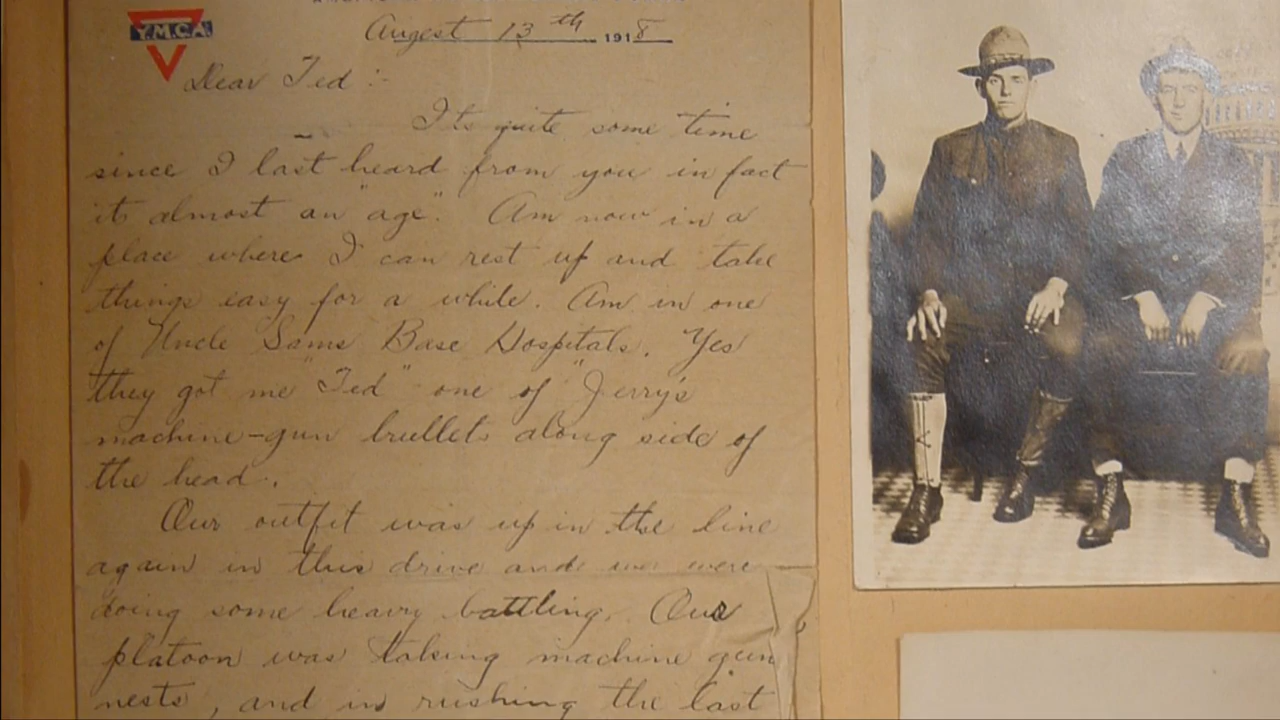 Y.M.C.A.
Augest 13th 1918
Dear Ted :-
Its quite some time
since I last heard from you in fact
its almost an "age". Am now in a
place where I can rest up and take
things easy for a while. Am in one
of Uncle Sams Base Hospitals. Yes
they got me "Ted" one of "Jerry's
machine-gun bullets along side of
the head.
Our outfit was up in the line
again in this drive and we were
doing some heavy battling. Our
platoon was taking machine gun
nests, and in rushing the last